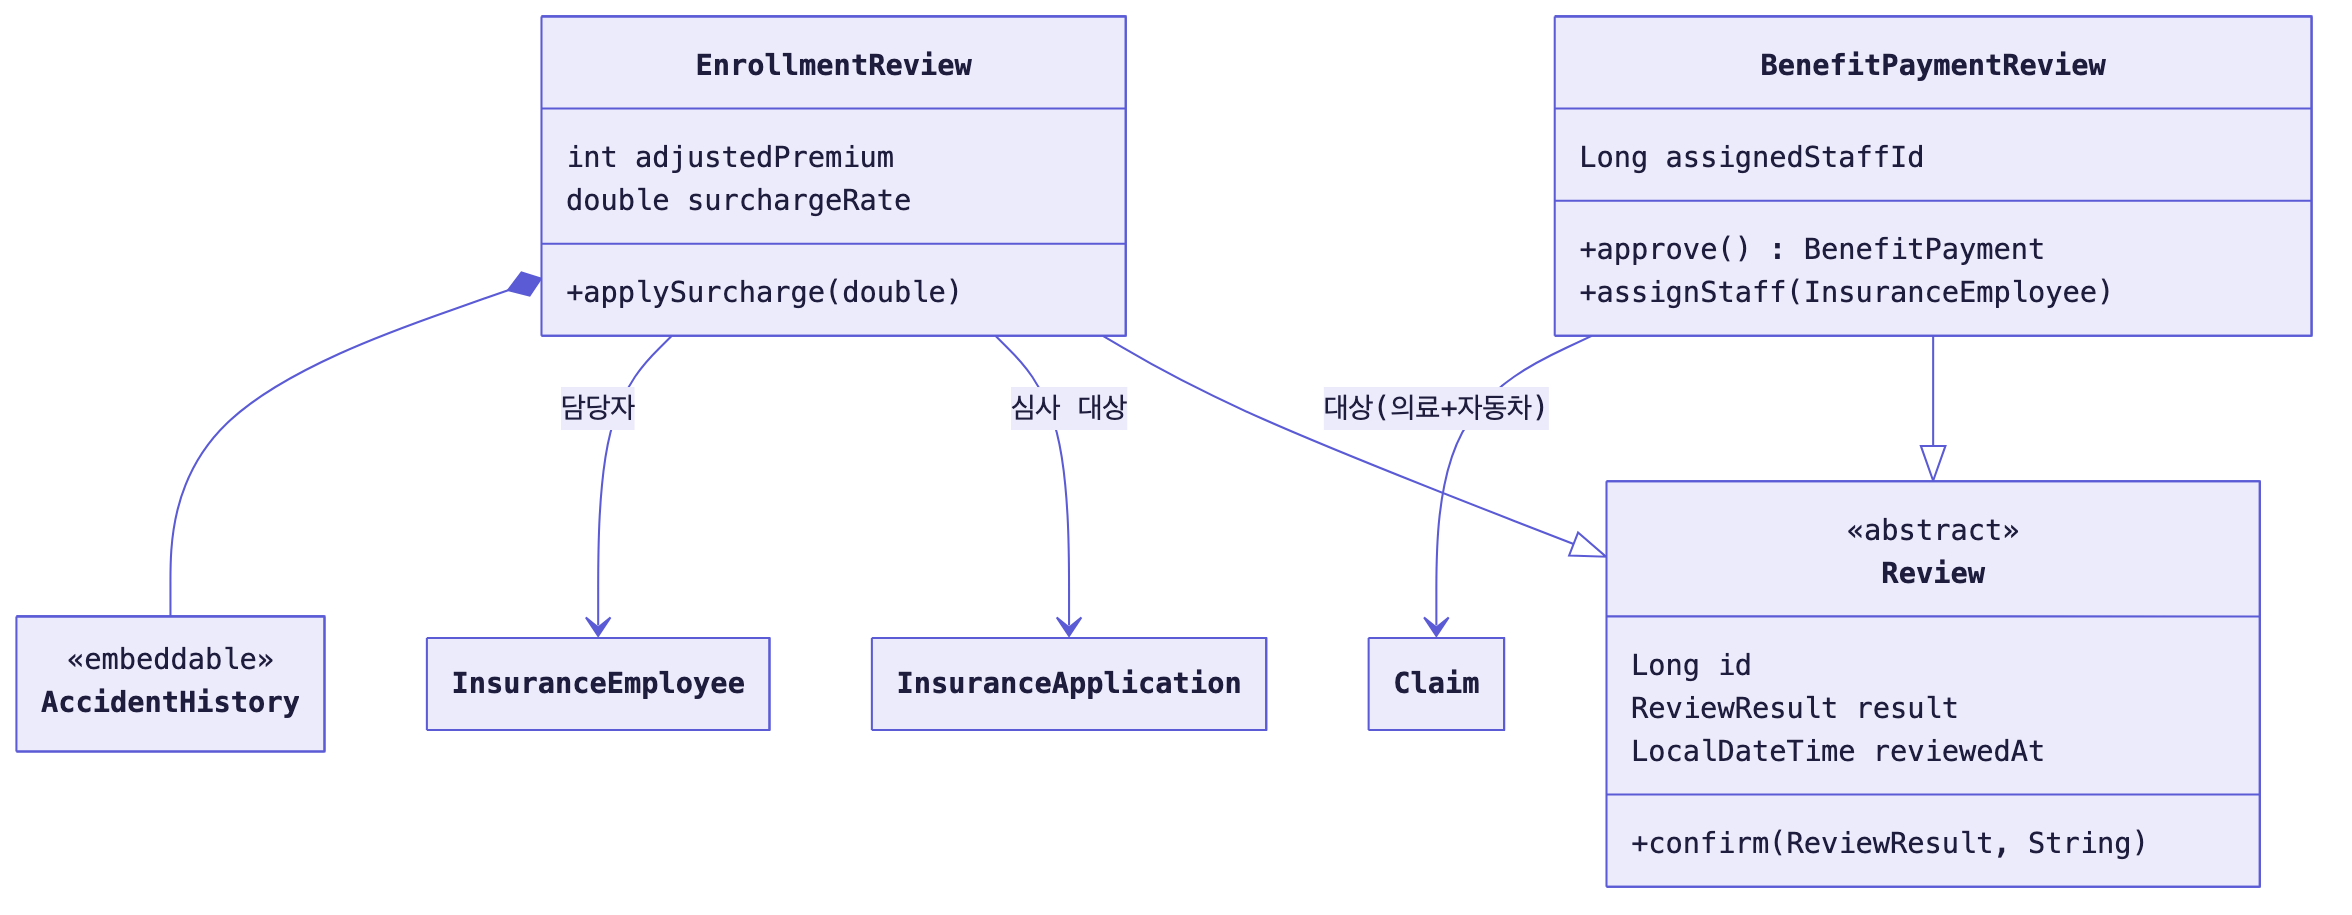 EnrollmentReview
int adjustedPremium
double surchargeRate
+applySurcharge(double)
BenefitPaymentReview
Long assignedStaffId
+approve() : BenefitPayment
+assignStaff(InsuranceEmployee)
담당자
심사 대상
대상(의료+자동차)
«embeddable»
AccidentHistory
InsuranceEmployee
InsuranceApplication
Claim
«abstract»
Review
Long id
ReviewResult result
LocalDateTime reviewedAt
+confirm(ReviewResult, String)